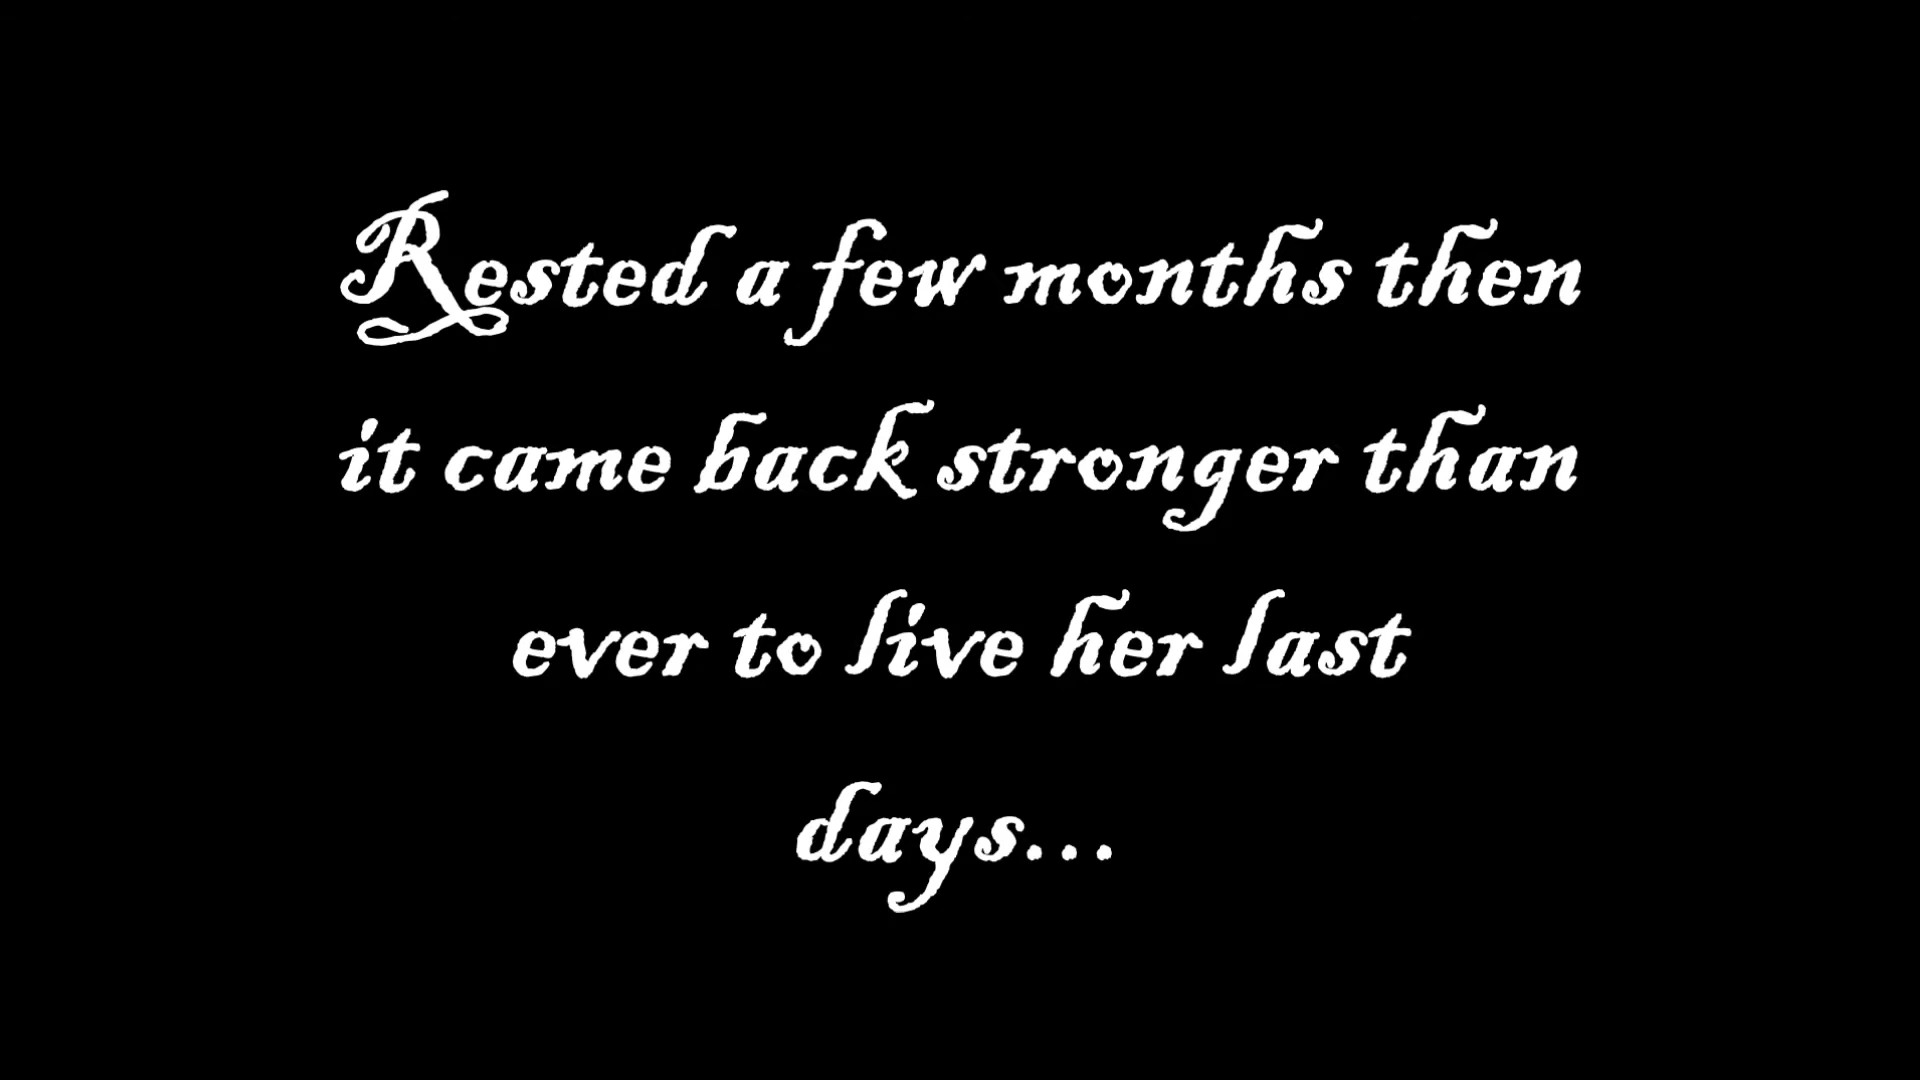 Rested a few months then
it came back stronger than
ever to live her last
days...